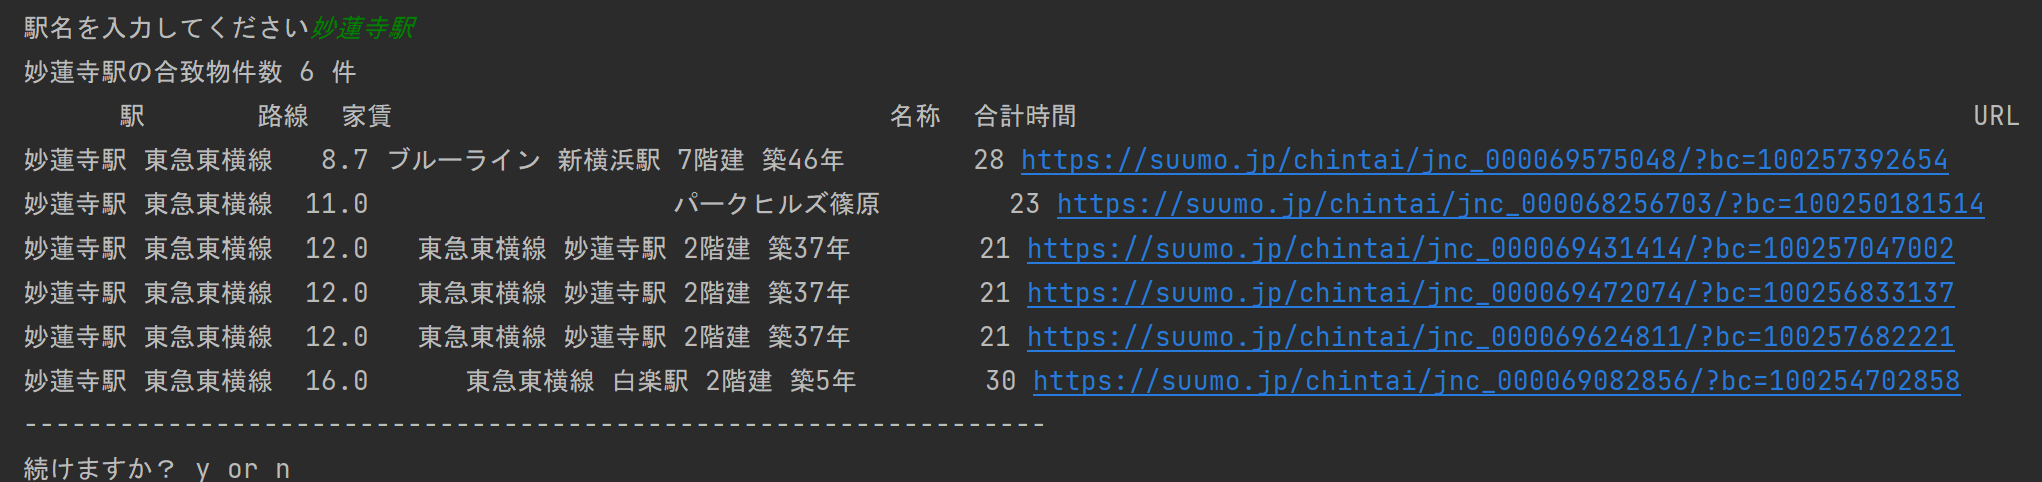 駅名を入力してください妙蓮寺駅
妙蓮寺駅の合致物件数 6 件
駅 路線 家賃 名称 合計時間 URL
妙蓮寺駅 東急東横線 8.7 ブルーライン 新横浜駅 7階建 築46年 28 https://suumo.jp/chintai/jnc_000069575048/?bc=100257392654
妙蓮寺駅 東急東横線 11.0 パークヒルズ篠原 23 https://suumo.jp/chintai/jnc_000068256703/?bc=100250181514
妙蓮寺駅 東急東横線 12.0 東急東横線 妙蓮寺駅 2階建 築37年 21 https://suumo.jp/chintai/jnc_000069431414/?bc=100257047002
妙蓮寺駅 東急東横線 12.0 東急東横線 妙蓮寺駅 2階建 築37年 21 https://suumo.jp/chintai/jnc_000069472074/?bc=100256833137
妙蓮寺駅 東急東横線 12.0 東急東横線 妙蓮寺駅 2階建 築37年 21 https://suumo.jp/chintai/jnc_000069624811/?bc=100257682221
妙蓮寺駅 東急東横線 16.0 東急東横線 白楽駅 2階建 築5年 30 https://suumo.jp/chintai/jnc_000069082856/?bc=100254702858
----------------------------------------------------------------
続けますか? y or n